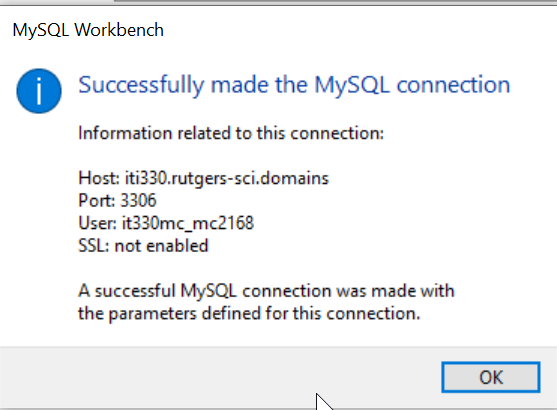 MySQL Workbench
Successfully made the MySQL connection
Information related to this connection:
Host: iti330.rutgers-sci.domains
Port: 3306
User: it330mc_mc2168
SSL: not enabled
A successful MySQL connection was made with
the parameters defined for this connection.
OK